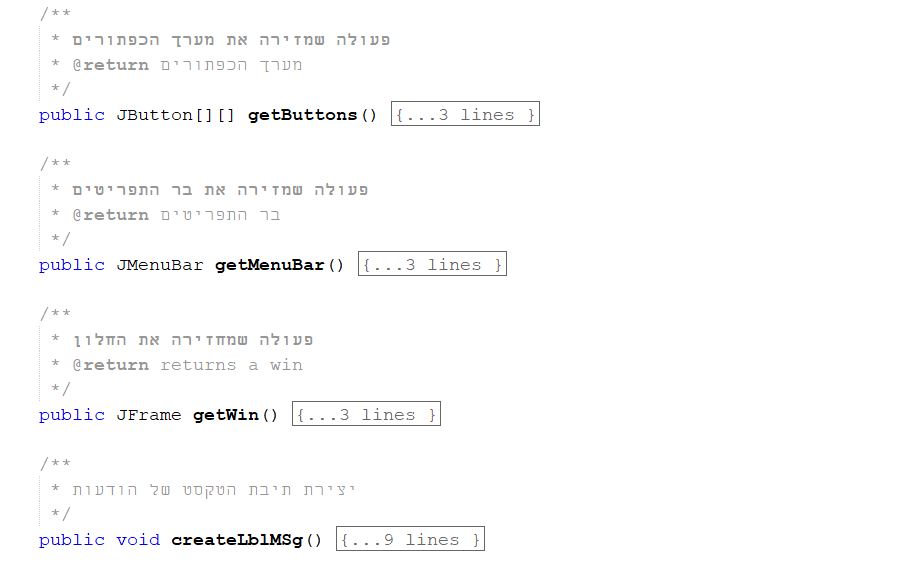 /**
* פעולה שמזירה את מערך הכפתורים
* @return מערך הכפתורים
*/
public JButton[][] getButtons() {...3 lines }
/**
* פעולה שמזירה את בר התפריטים
* @return בר התפריטים
*/
public JMenuBar getMenuBar() {...3 lines }
/**
* פעולה שמחזירה את החלון
* @return returns a win
*/
public JFrame getWin() {...3 lines }
/**
* יצירת תיבת הטקסט של הודעות
*/
public void createLblMSg() {...9 lines }